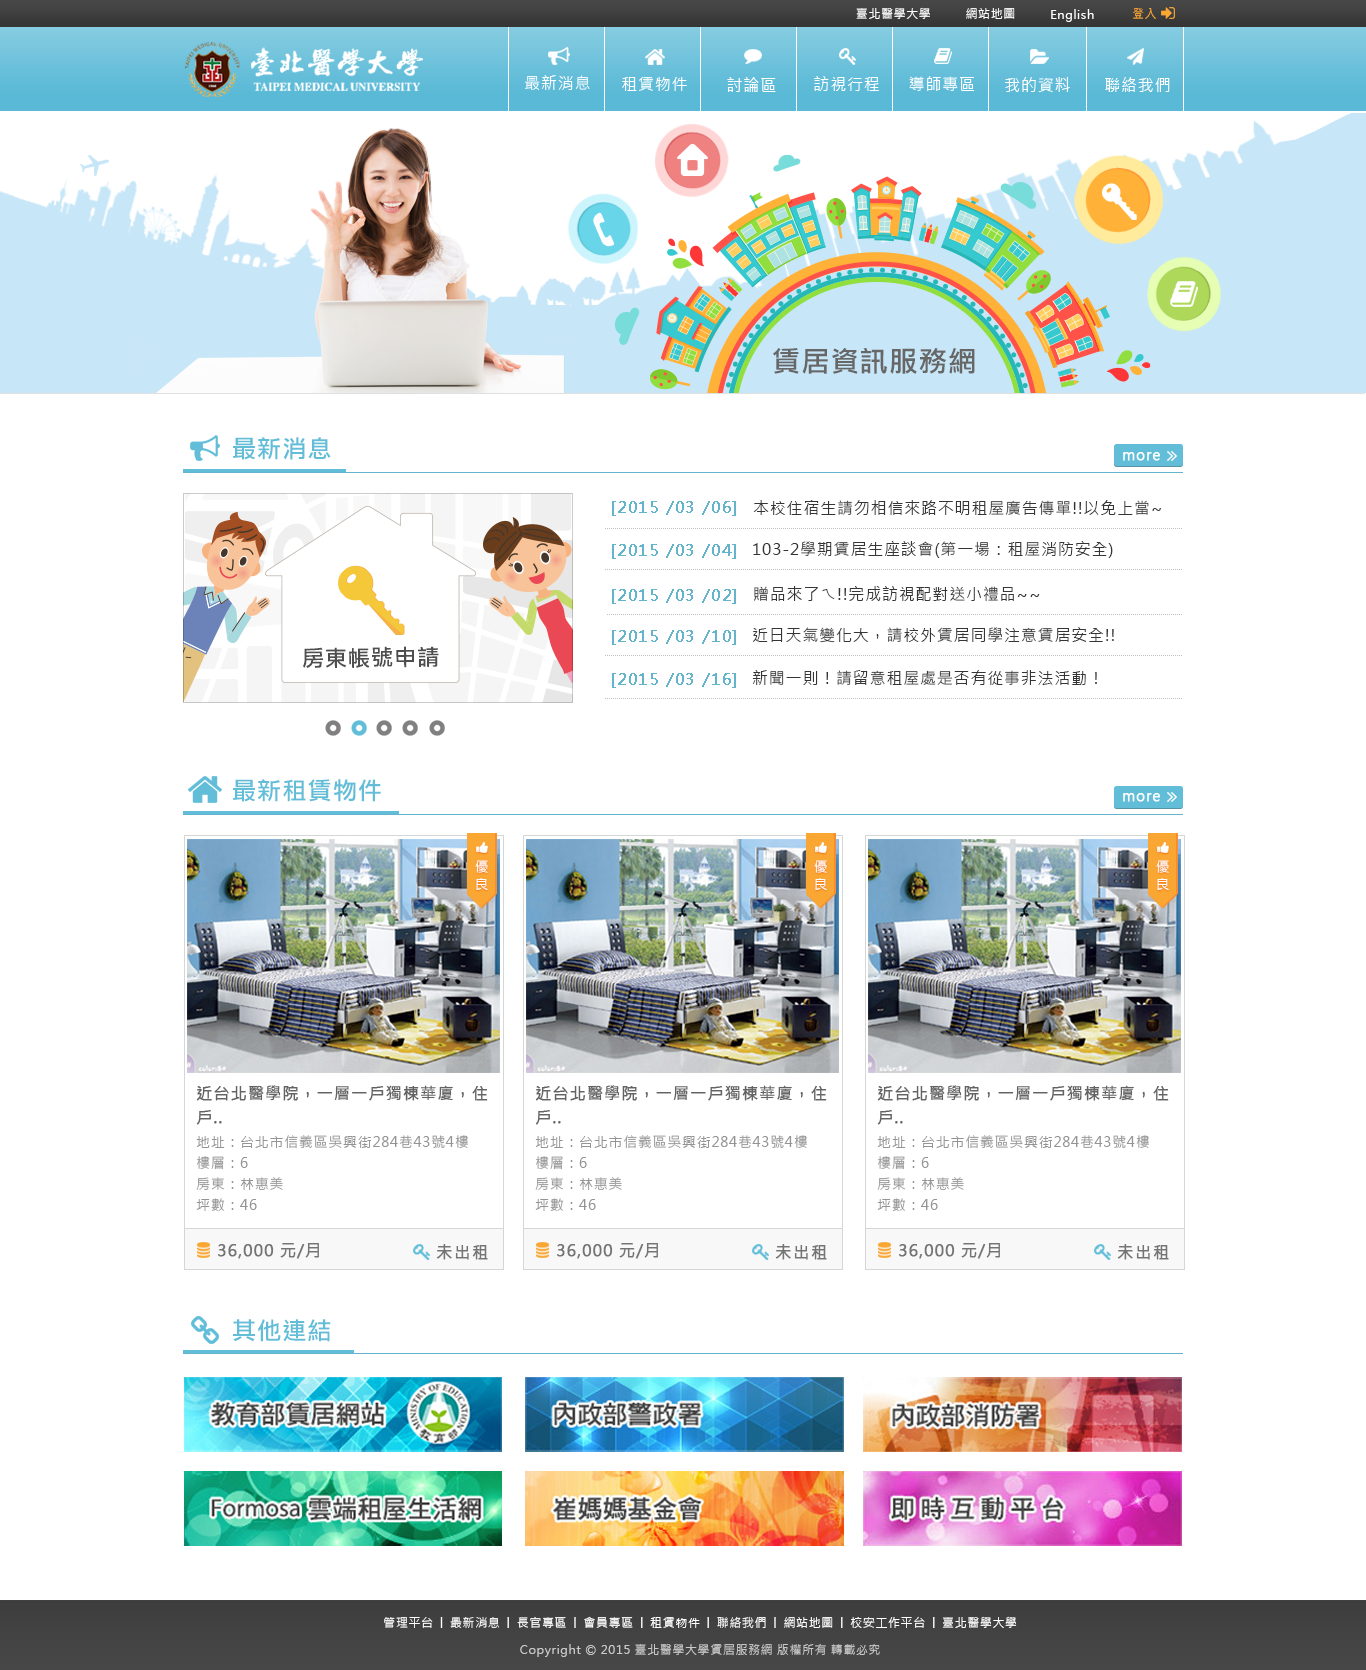 臺北醫學大學 網站地圖 English 登入
臺北醫學大學
TAIPEI MEDICAL UNIVERSITY
最新消息 租賃物件 討論區 訪視行程 導師專區 我的資料 聯絡我們
賃居資訊服務網
最新消息
more
房東帳號申請
[2015 /03 /06] 本校住宿生請勿相信來路不明租屋廣告傳單!!以免上當~
[2015 /03 /04] 103-2學期賃居生座談會(第一場：租屋消防安全)
[2015 /03 /02] 贈品來了ㄟ!!完成訪視配對送小禮品~~
[2015 /03 /10] 近日天氣變化大，請校外賃居同學注意賃居安全!!
[2015 /03 /16] 新聞一則！請留意租屋處是否有從事非法活動！
最新租賃物件
more
優良
近台北醫學院，一層一戶獨棟華廈，住
戶..
地址：台北市信義區吳興街284巷43號4樓
樓層：6
房東：林惠美
坪數：46
36,000 元/月 未出租
優良
近台北醫學院，一層一戶獨棟華廈，住
戶..
地址：台北市信義區吳興街284巷43號4樓
樓層：6
房東：林惠美
坪數：46
36,000 元/月 未出租
優良
近台北醫學院，一層一戶獨棟華廈，住
戶..
地址：台北市信義區吳興街284巷43號4樓
樓層：6
房東：林惠美
坪數：46
36,000 元/月 未出租
其他連結
教育部賃居網站
MINISTRY OF EDUCATION
教育部
內政部警政署
內政部消防署
Formosa 雲端租屋生活網
崔媽媽基金會
即時互動平台
管理平台 | 最新消息 | 長官專區 | 會員專區 | 租賃物件 | 聯絡我們 | 網站地圖 | 校安工作平台 | 臺北醫學大學
Copyright © 2015 臺北醫學大學賃居服務網 版權所有 轉載必究